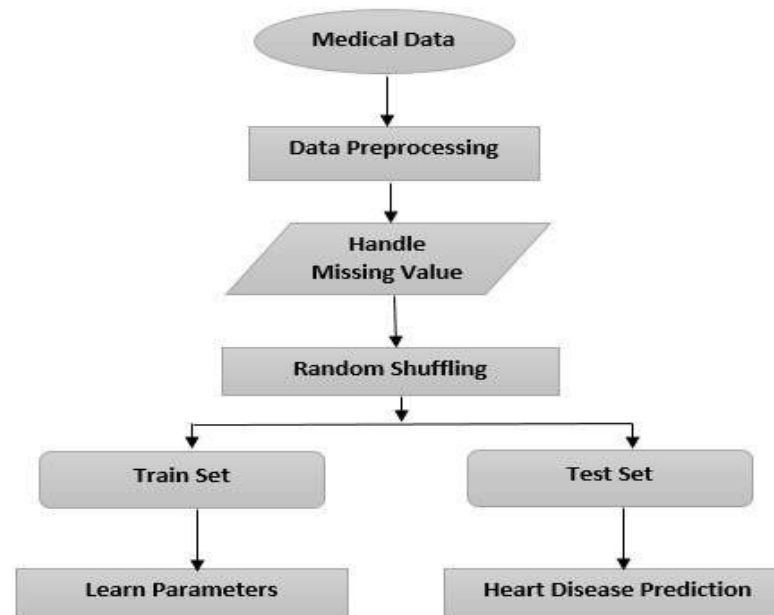 Medical Data
Data Preprocessing
Handle
Missing Value
Random Shuffling
Train Set
Test Set
Learn Parameters
Heart Disease Prediction